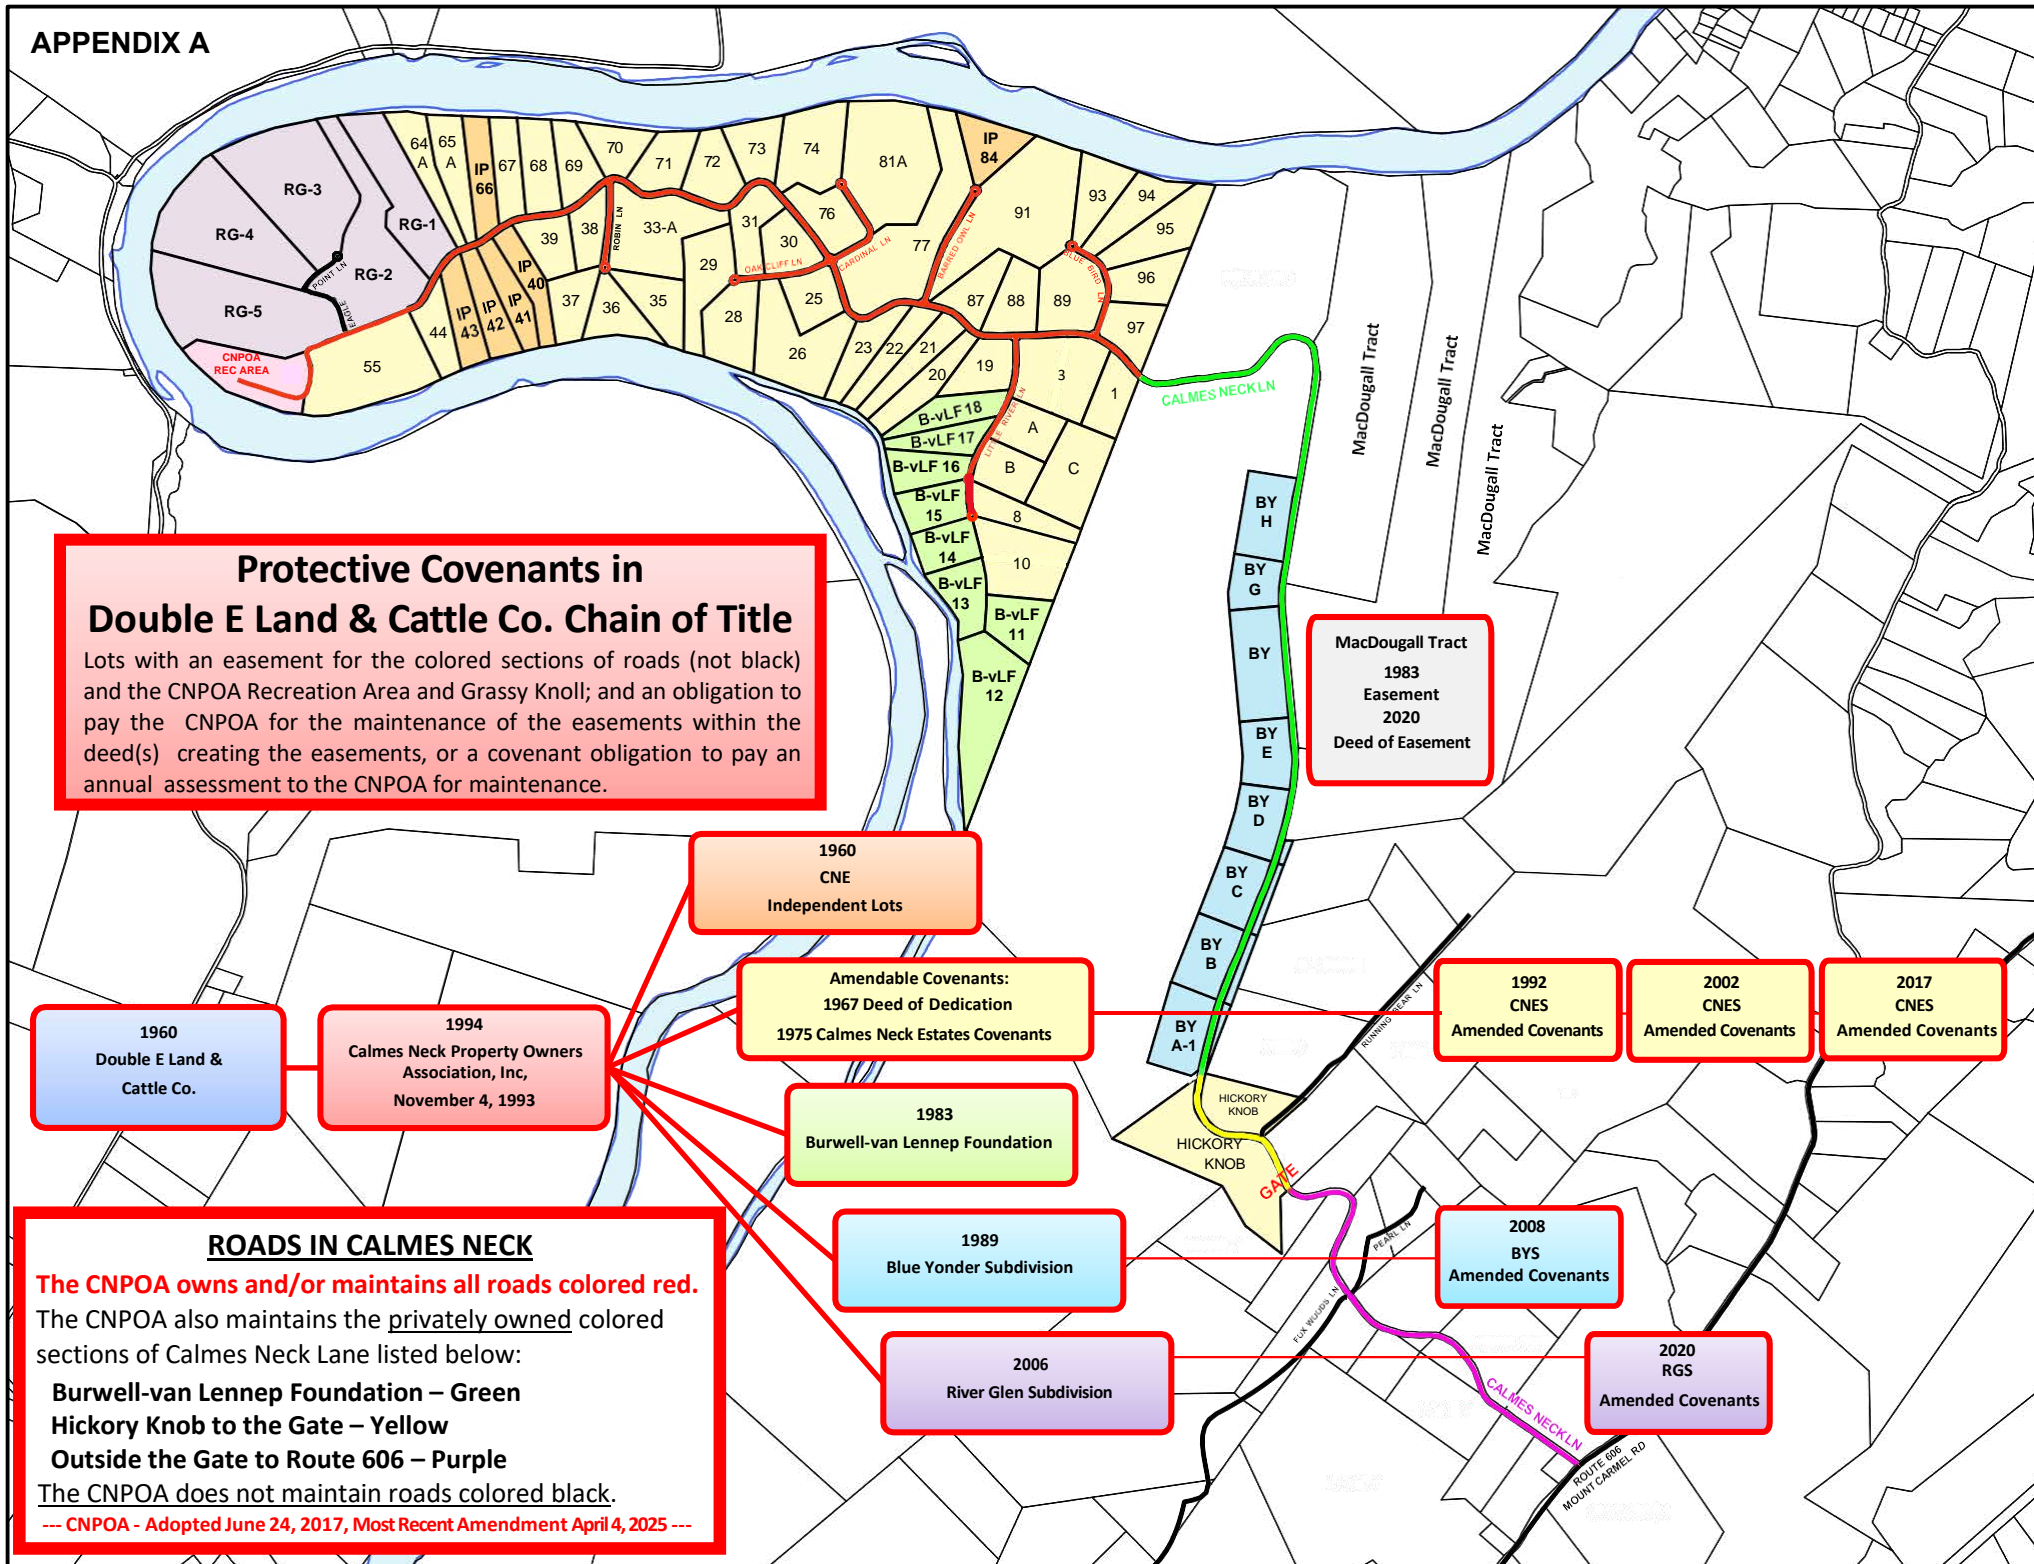 APPENDIX A
64
A
65
A
IP
66
67
68
69
70
71
72
73
74
81A
IP
84
91
93
94
95
96
97
RG-3
RG-4
RG-1
RG-2
RG-5
POINT LN
EAGLE
CNPOA
REC AREA
55
44
IP
43
IP
42
IP
41
IP
40
39
38
ROBIN LN
33-A
37
36
35
29
28
31
30
76
77
OAK CLIFF LN
CARDINAL LN
BARRED OWL LN
BLUE BIRD LN
25
26
23
22
21
20
19
87
88
89
3
1
LITTLE RIVER LN
A
B
C
8
10
B-vLF 18
B-vLF 17
B-vLF 16
B-vLF
15
B-vLF
14
B-vLF
13
B-vLF
11
B-vLF
12
CALMES NECK LN
MacDougall Tract
MacDougall Tract
MacDougall Tract
BY
H
BY
G
BY
BY
E
BY
D
BY
C
BY
B
BY
A-1
Protective Covenants in
Double E Land & Cattle Co. Chain of Title
Lots with an easement for the colored sections of roads (not black)
and the CNPOA Recreation Area and Grassy Knoll; and an obligation to
pay the CNPOA for the maintenance of the easements within the
deed(s) creating the easements, or a covenant obligation to pay an
annual assessment to the CNPOA for maintenance.
MacDougall Tract
1983
Easement
2020
Deed of Easement
1960
CNE
Independent Lots
Amendable Covenants:
1967 Deed of Dedication
1975 Calmes Neck Estates Covenants
1992
CNES
Amended Covenants
2002
CNES
Amended Covenants
2017
CNES
Amended Covenants
1960
Double E Land &
Cattle Co.
1994
Calmes Neck Property Owners
Association, Inc,
November 4, 1993
1983
Burwell-van Lennep Foundation
1989
Blue Yonder Subdivision
2008
BYS
Amended Covenants
2006
River Glen Subdivision
2020
RGS
Amended Covenants
RUNNING BEAR LN
HICKORY
KNOB
HICKORY
KNOB
GATE
PEARL LN
FOX WOODS LN
CALMES NECK LN
ROUTE 606
MOUNT CARMEL RD
ROADS IN CALMES NECK
The CNPOA owns and/or maintains all roads colored red.
The CNPOA also maintains the privately owned colored
sections of Calmes Neck Lane listed below:
Burwell-van Lennep Foundation – Green
Hickory Knob to the Gate – Yellow
Outside the Gate to Route 606 – Purple
The CNPOA does not maintain roads colored black.
--- CNPOA - Adopted June 24, 2017, Most Recent Amendment April 4, 2025 ---